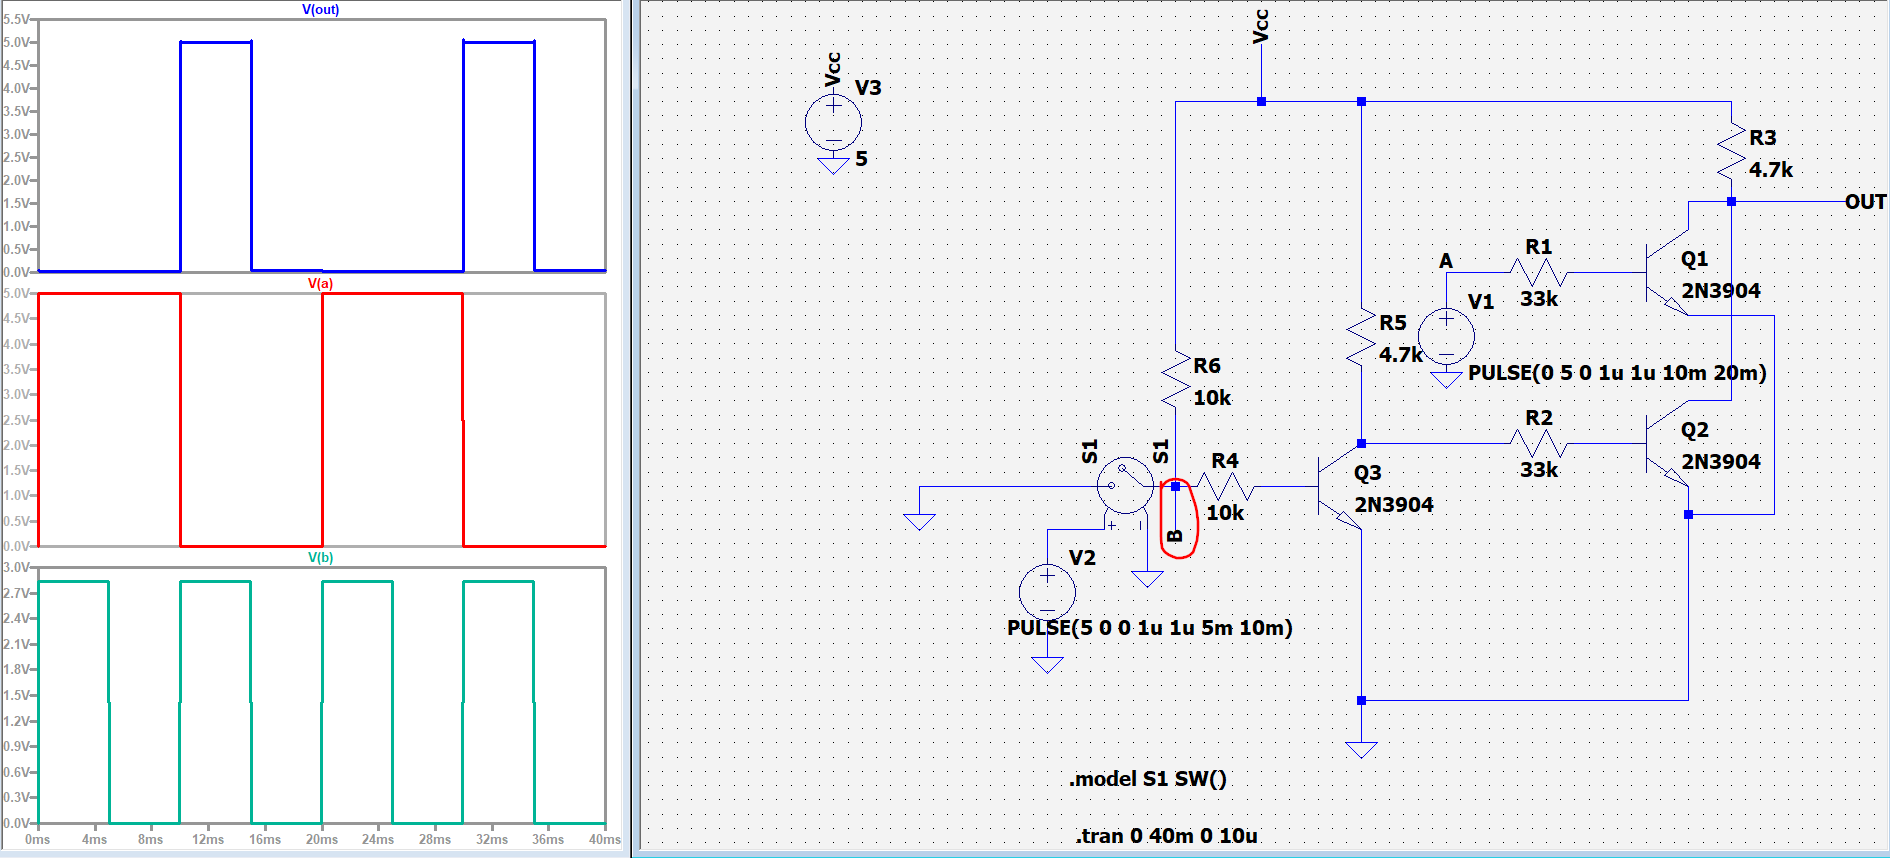 V(out)
5.5V
5.0V
4.5V
4.0V
3.5V
3.0V
2.5V
2.0V
1.5V
1.0V
0.5V
0.0V
V(a)
5.0V
4.5V
4.0V
3.5V
3.0V
2.5V
2.0V
1.5V
1.0V
0.5V
0.0V
V(b)
3.0V
2.7V
2.4V
2.1V
1.8V
1.5V
1.2V
0.9V
0.6V
0.3V
0.0V
0ms 4ms 8ms 12ms 16ms 20ms 24ms 28ms 32ms 36ms 40ms
Vcc
V3
5
Vcc
R3
4.7k
OUT
A
R1
33k
Q1
2N3904
V1
PULSE(0 5 0 1u 1u 10m 20m)
R5
4.7k
R6
10k
R2
33k
Q2
2N3904
S1
S1
R4
10k
Q3
2N3904
B
V2
PULSE(5 0 0 1u 1u 5m 10m)
.model S1 SW()
.tran 0 40m 0 10u